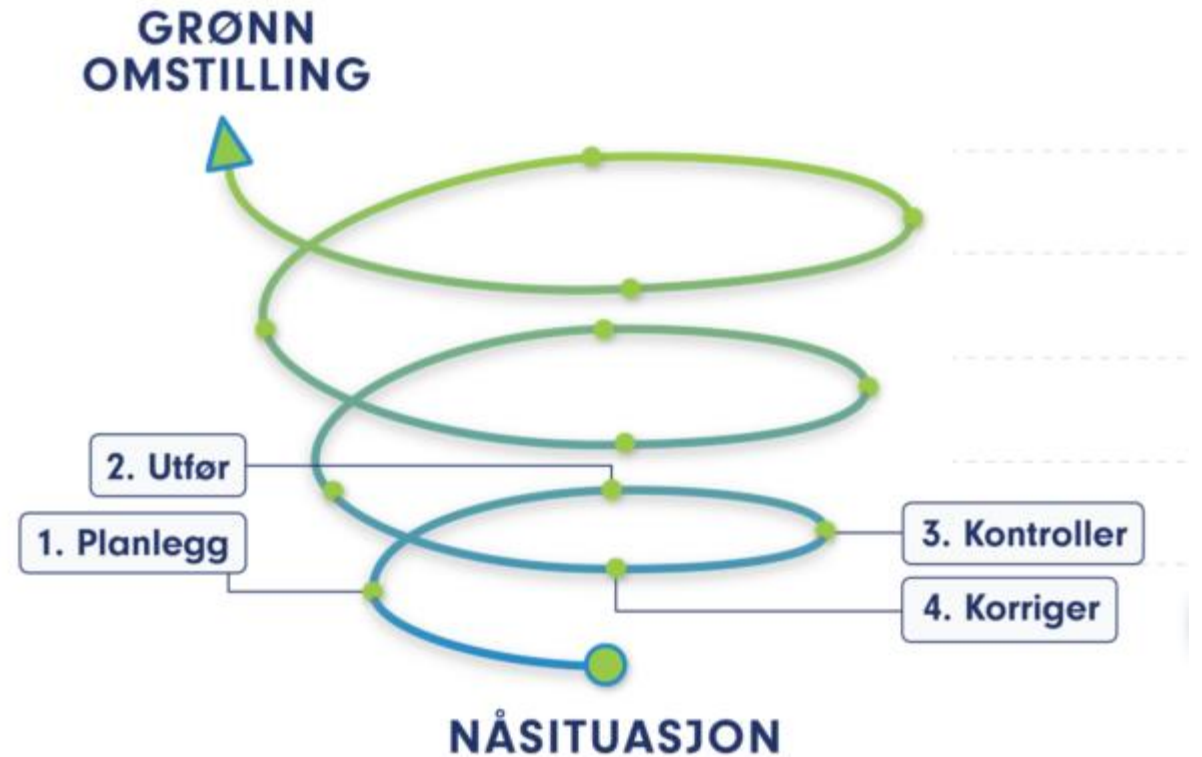 GRØNN
OMSTILLING
2. Utfør
1. Planlegg
3. Kontroller
4. Korriger
NÅSITUASJON